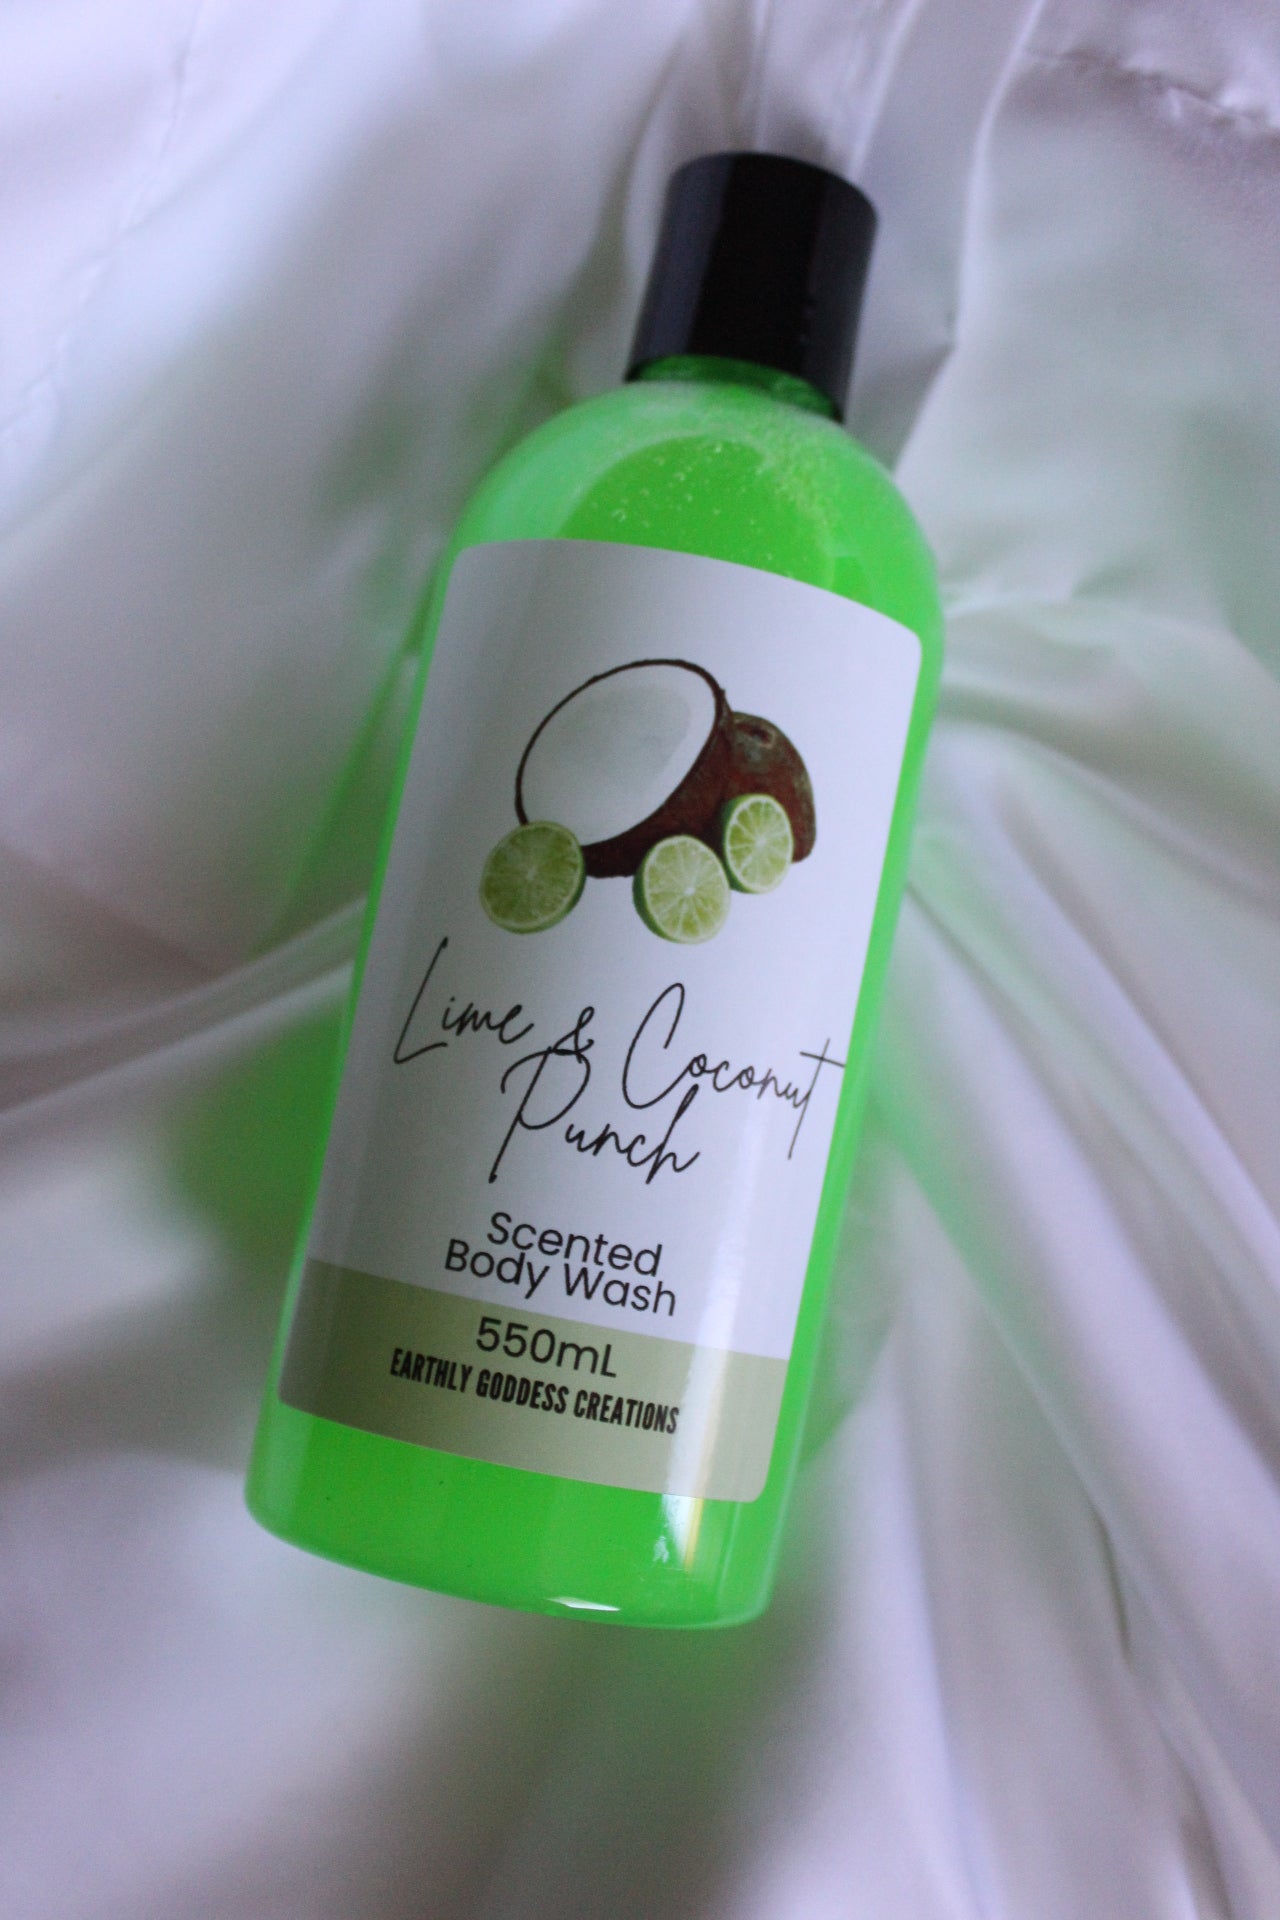 Lime & Coconut
Punch
Scented
Body Wash
550mL
EARTHLY GODDESS CREATIONS